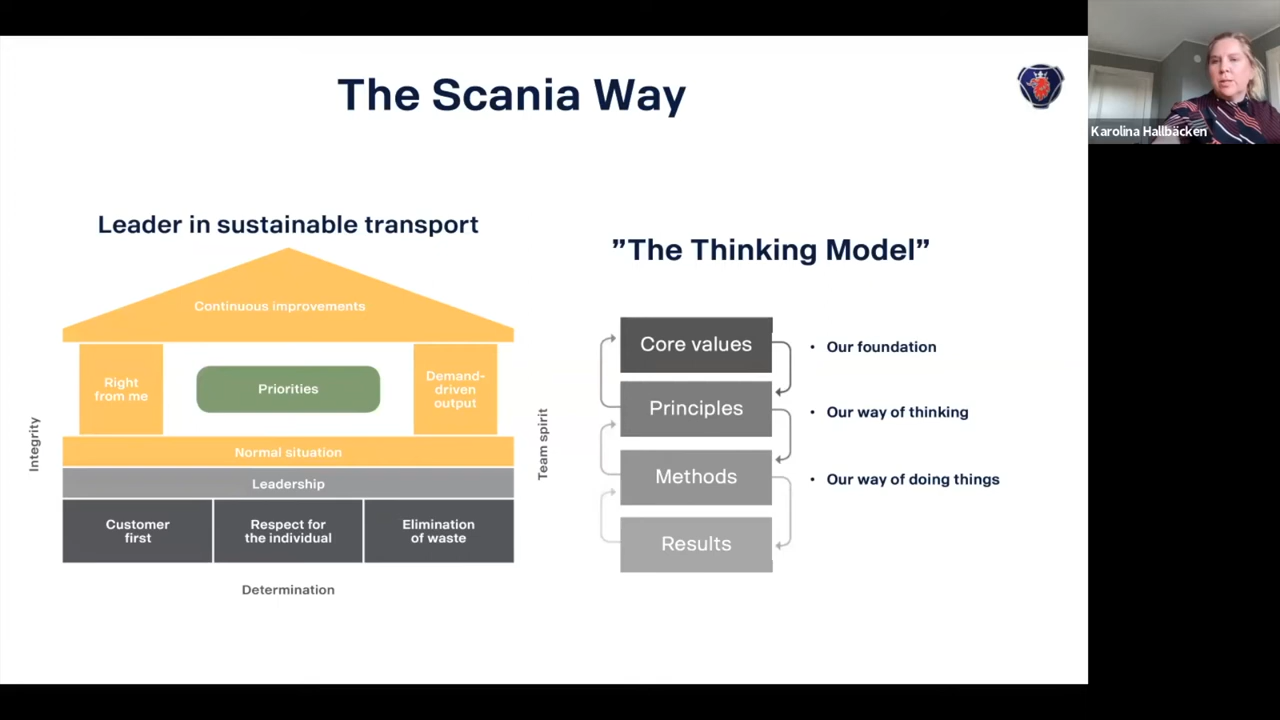 The Scania Way
Karolina Hallbäcken
Leader in sustainable transport
Continuous improvements
Right
from me
Priorities
Demand-
driven
output
Normal situation
Leadership
Customer
first
Respect for
the individual
Elimination
of waste
Integrity
Team spirit
Determination
”The Thinking Model”
Core values
• Our foundation
Principles
• Our way of thinking
Methods
• Our way of doing things
Results